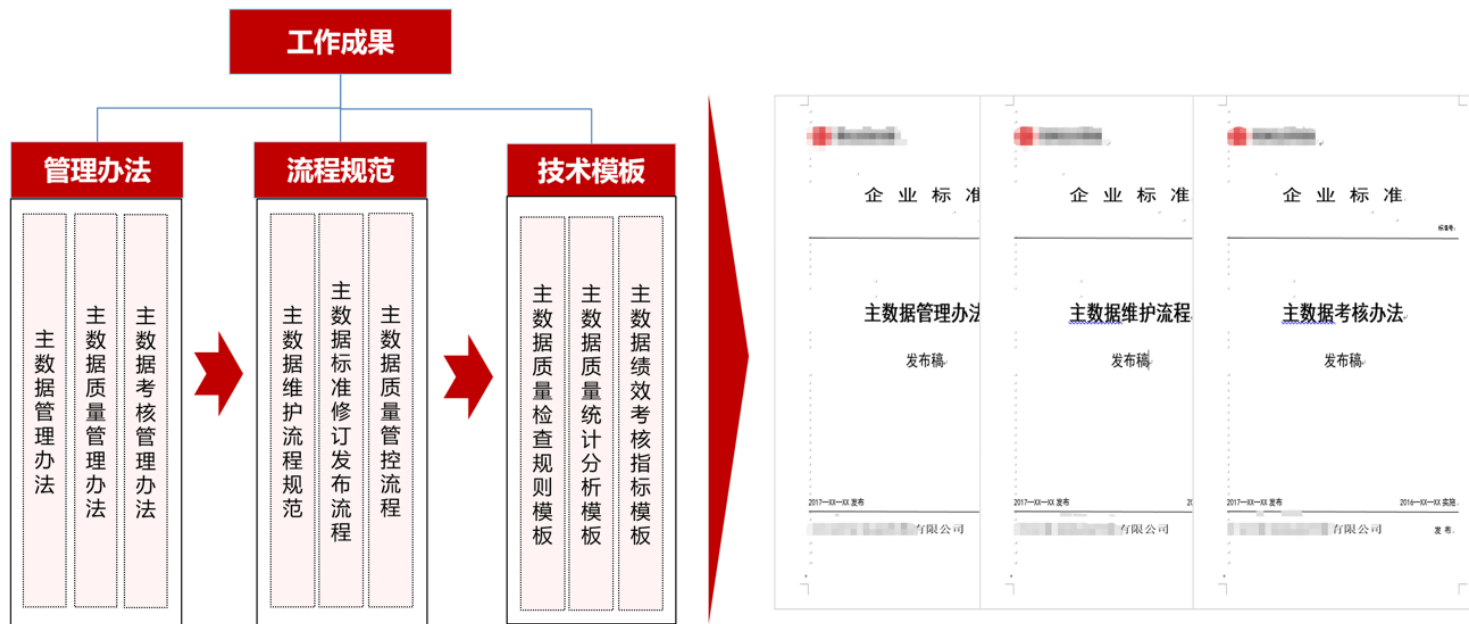 工作成果
管理办法
主数据管理办法
主数据质量管理办法
主数据考核管理办法
流程规范
主数据维护流程规范
主数据标准修订发布流程
主数据质量管控流程
技术模板
主数据质量检查规则模板
主数据质量统计分析模板
主数据绩效考核指标模板
企业标准
主数据管理办法
发布稿
2017—XX—XX 发布
有限公司
企业标准
主数据维护流程
发布稿
2017—XX—XX 发布
20
有限公司
企业标准
标准号:
主数据考核办法
发布稿
2017—XX—XX 发布
2016—XX—XX 实施
有限公司
发布